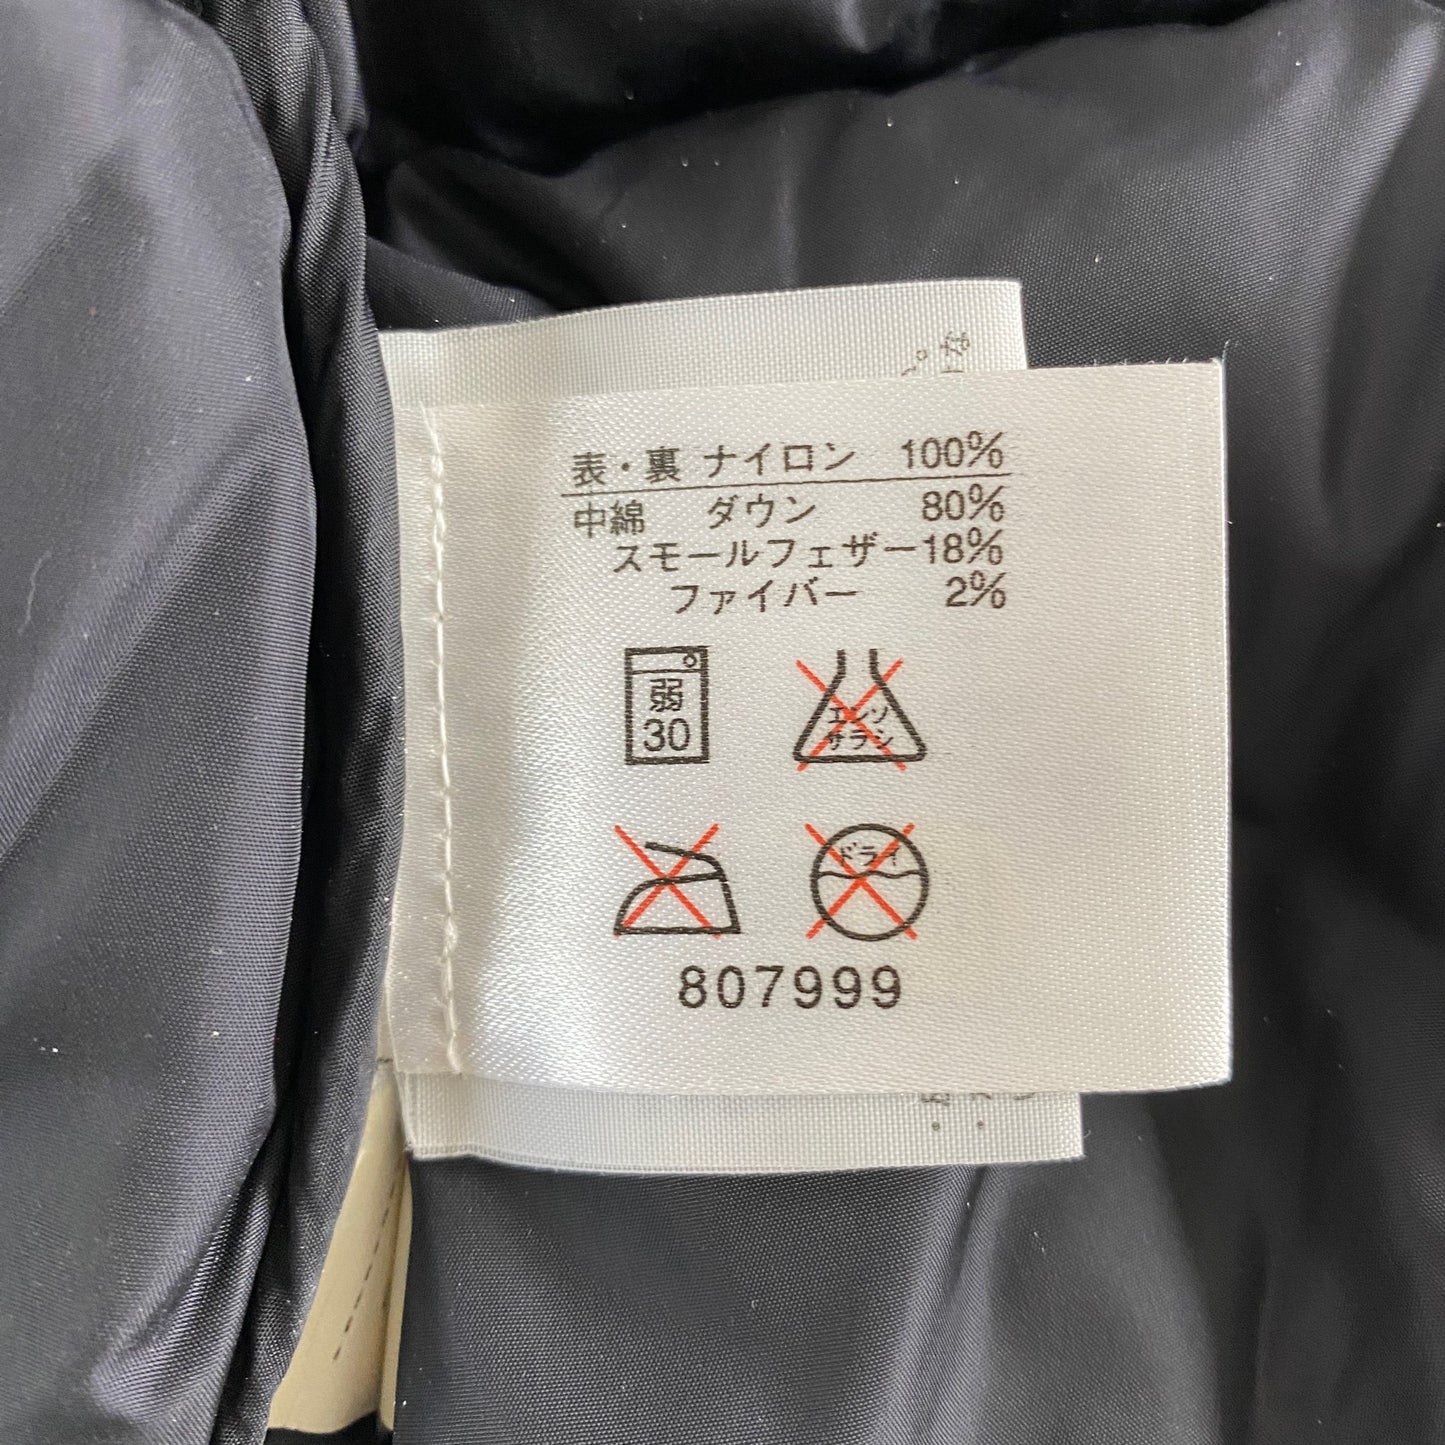 表・裏 ナイロン 100%
中綿 ダウン 80%
スモールフェザー 18%
ファイバー 2%
弱
30
エンソ
サラシ
ドライ
807999